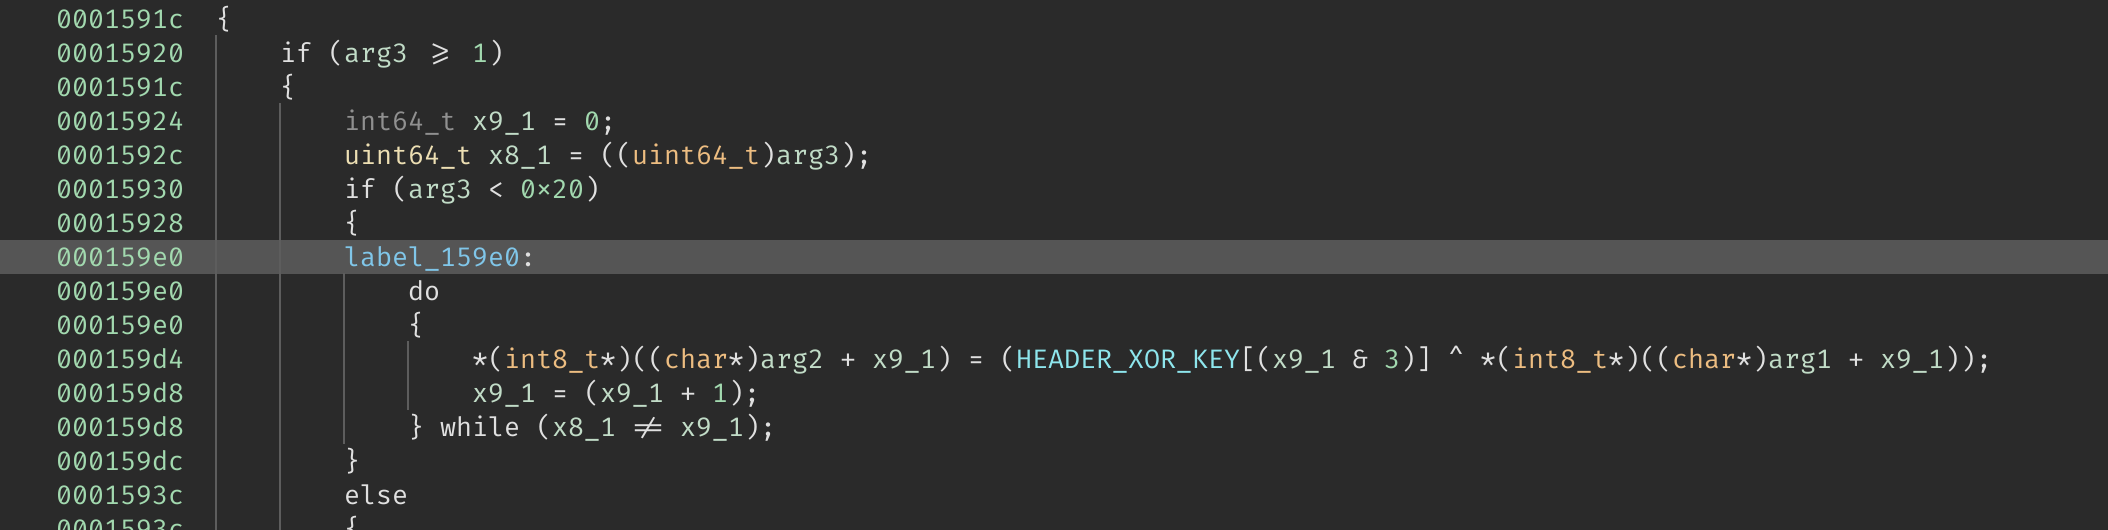 0001591c {
00015920 if (arg3 >= 1)
0001591c {
00015924 int64_t x9_1 = 0;
0001592c uint64_t x8_1 = ((uint64_t)arg3);
00015930 if (arg3 < 0x20)
00015928 {
000159e0 label_159e0:
000159e0 do
000159e0 {
000159d4 *(int8_t*)((char*)arg2 + x9_1) = (HEADER_XOR_KEY[(x9_1 & 3)] ^ *(int8_t*)((char*)arg1 + x9_1));
000159d8 x9_1 = (x9_1 + 1);
000159d8 } while (x8_1 != x9_1);
000159dc }
0001593c else
0001593c {